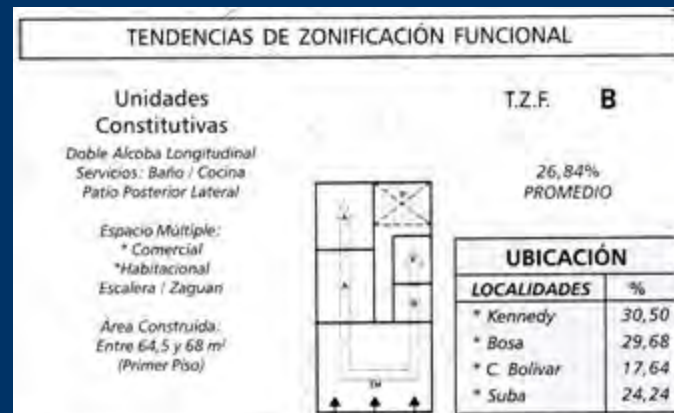 TENDENCIAS DE ZONIFICACIÓN FUNCIONAL
Unidades
Constitutivas
Doble Alcoba Longitudinal
Servicios: Baño / Cocina
Patio Posterior Lateral
Espacio Múltiple:
* Comercial
*Habitacional
Escalera / Zaguan
Área Construida:
Entre 64,5 y 68 m²
(Primer Piso)
T.Z.F. B
26,84%
PROMEDIO
UBICACIÓN
LOCALIDADES %
* Kennedy 30,50
* Bosa 29,68
* C. Bolivar 17,64
* Suba 24,24